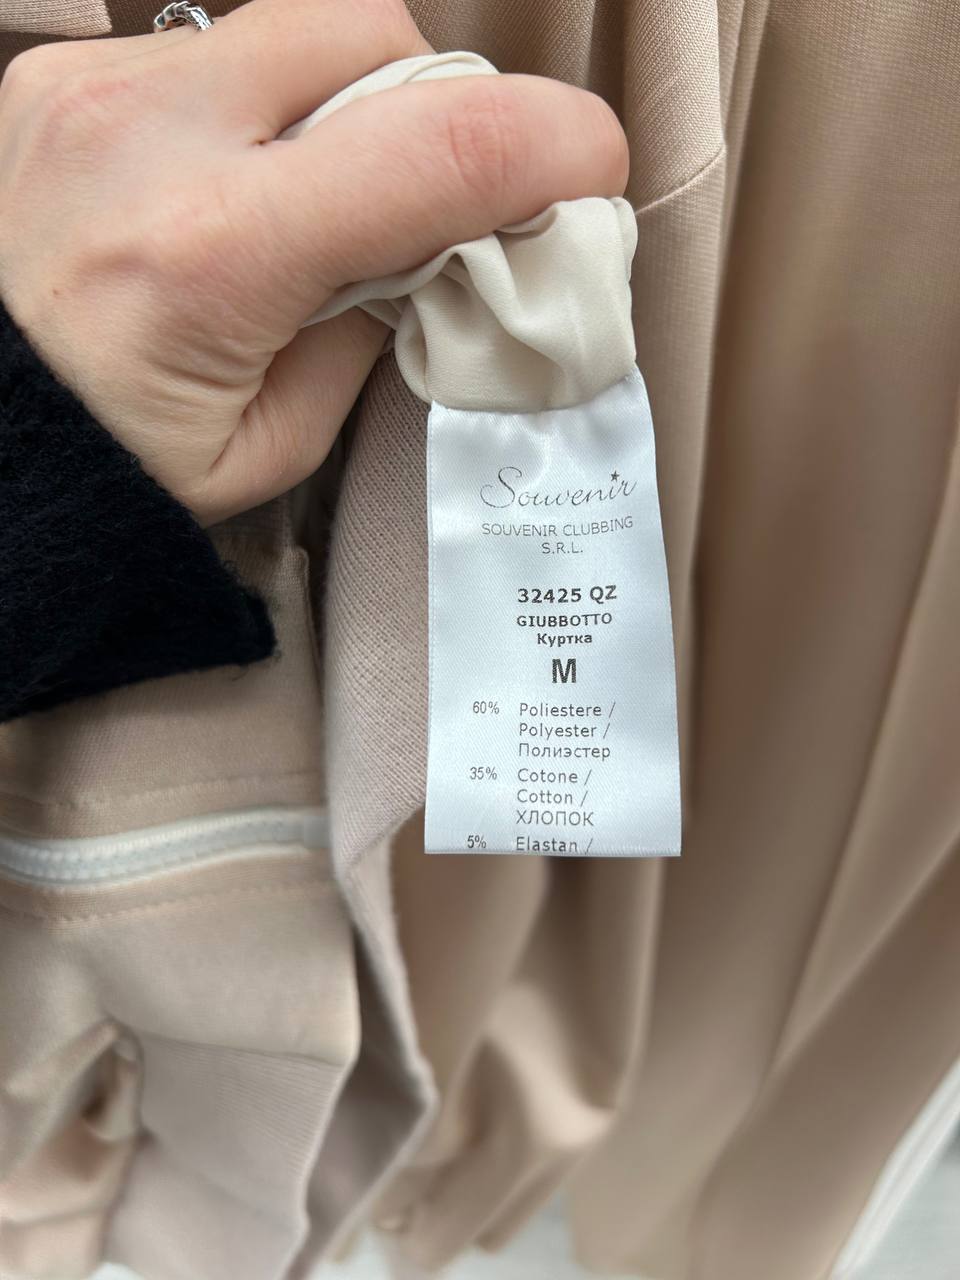 Souvenir
SOUVENIR CLUBBING
S.R.L.
32425 QZ
GIUBBOTTO
Куртка
M
60% Poliestere /
Polyester /
Полиэстер
35% Cotone /
Cotton /
ХЛОПОК
5% Elastan /